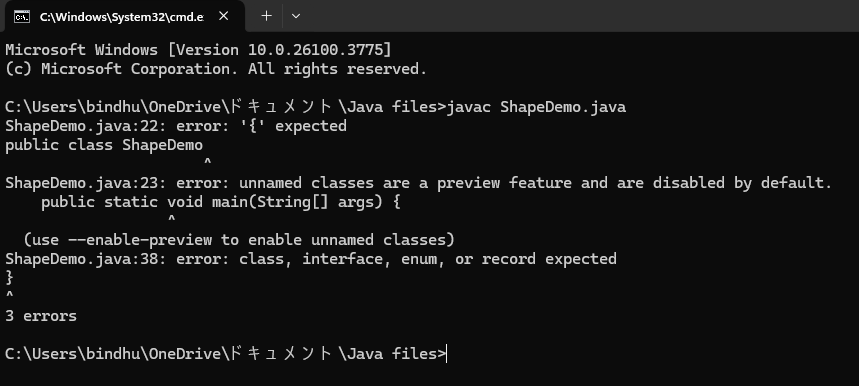 C:\Windows\System32\cmd.e
Microsoft Windows [Version 10.0.26100.3775]
(c) Microsoft Corporation. All rights reserved.
C:\Users\bindhu\OneDrive\ドキュメント\Java files>javac ShapeDemo.java
ShapeDemo.java:22: error: '{' expected
public class ShapeDemo
^
ShapeDemo.java:23: error: unnamed classes are a preview feature and are disabled by default.
public static void main(String[] args) {
^
(use --enable-preview to enable unnamed classes)
ShapeDemo.java:38: error: class, interface, enum, or record expected
}
^
3 errors
C:\Users\bindhu\OneDrive\ドキュメント\Java files>